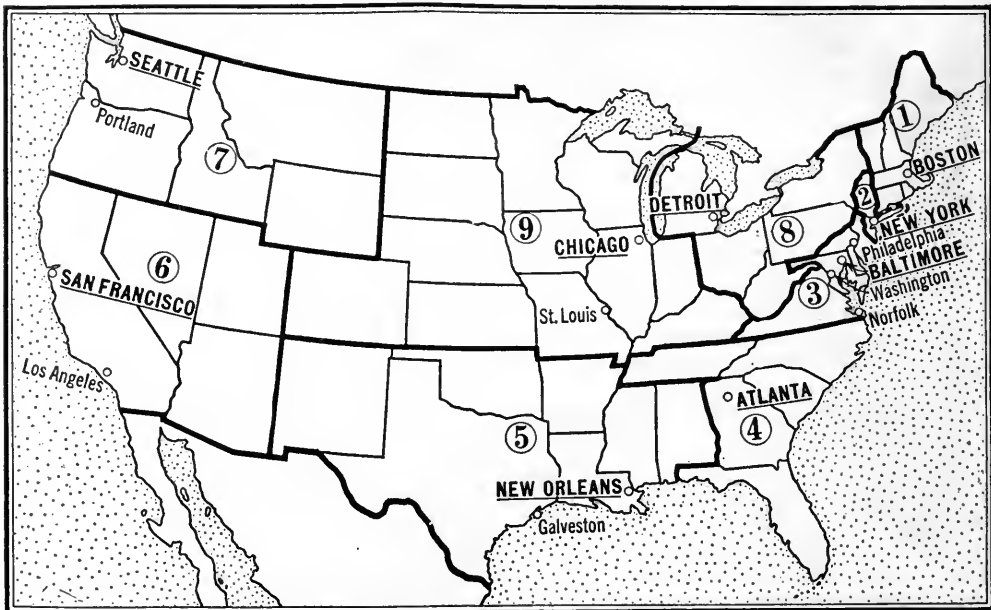 SEATTLE
Portland
7
1
BOSTON
2
DETROIT
NEW YORK
Philadelphia
8
9
CHICAGO
BALTIMORE
Washington
3
Norfolk
6
SAN FRANCISCO
St. Louis
Los Angeles
ATLANTA
4
5
NEW ORLEANS
Galveston